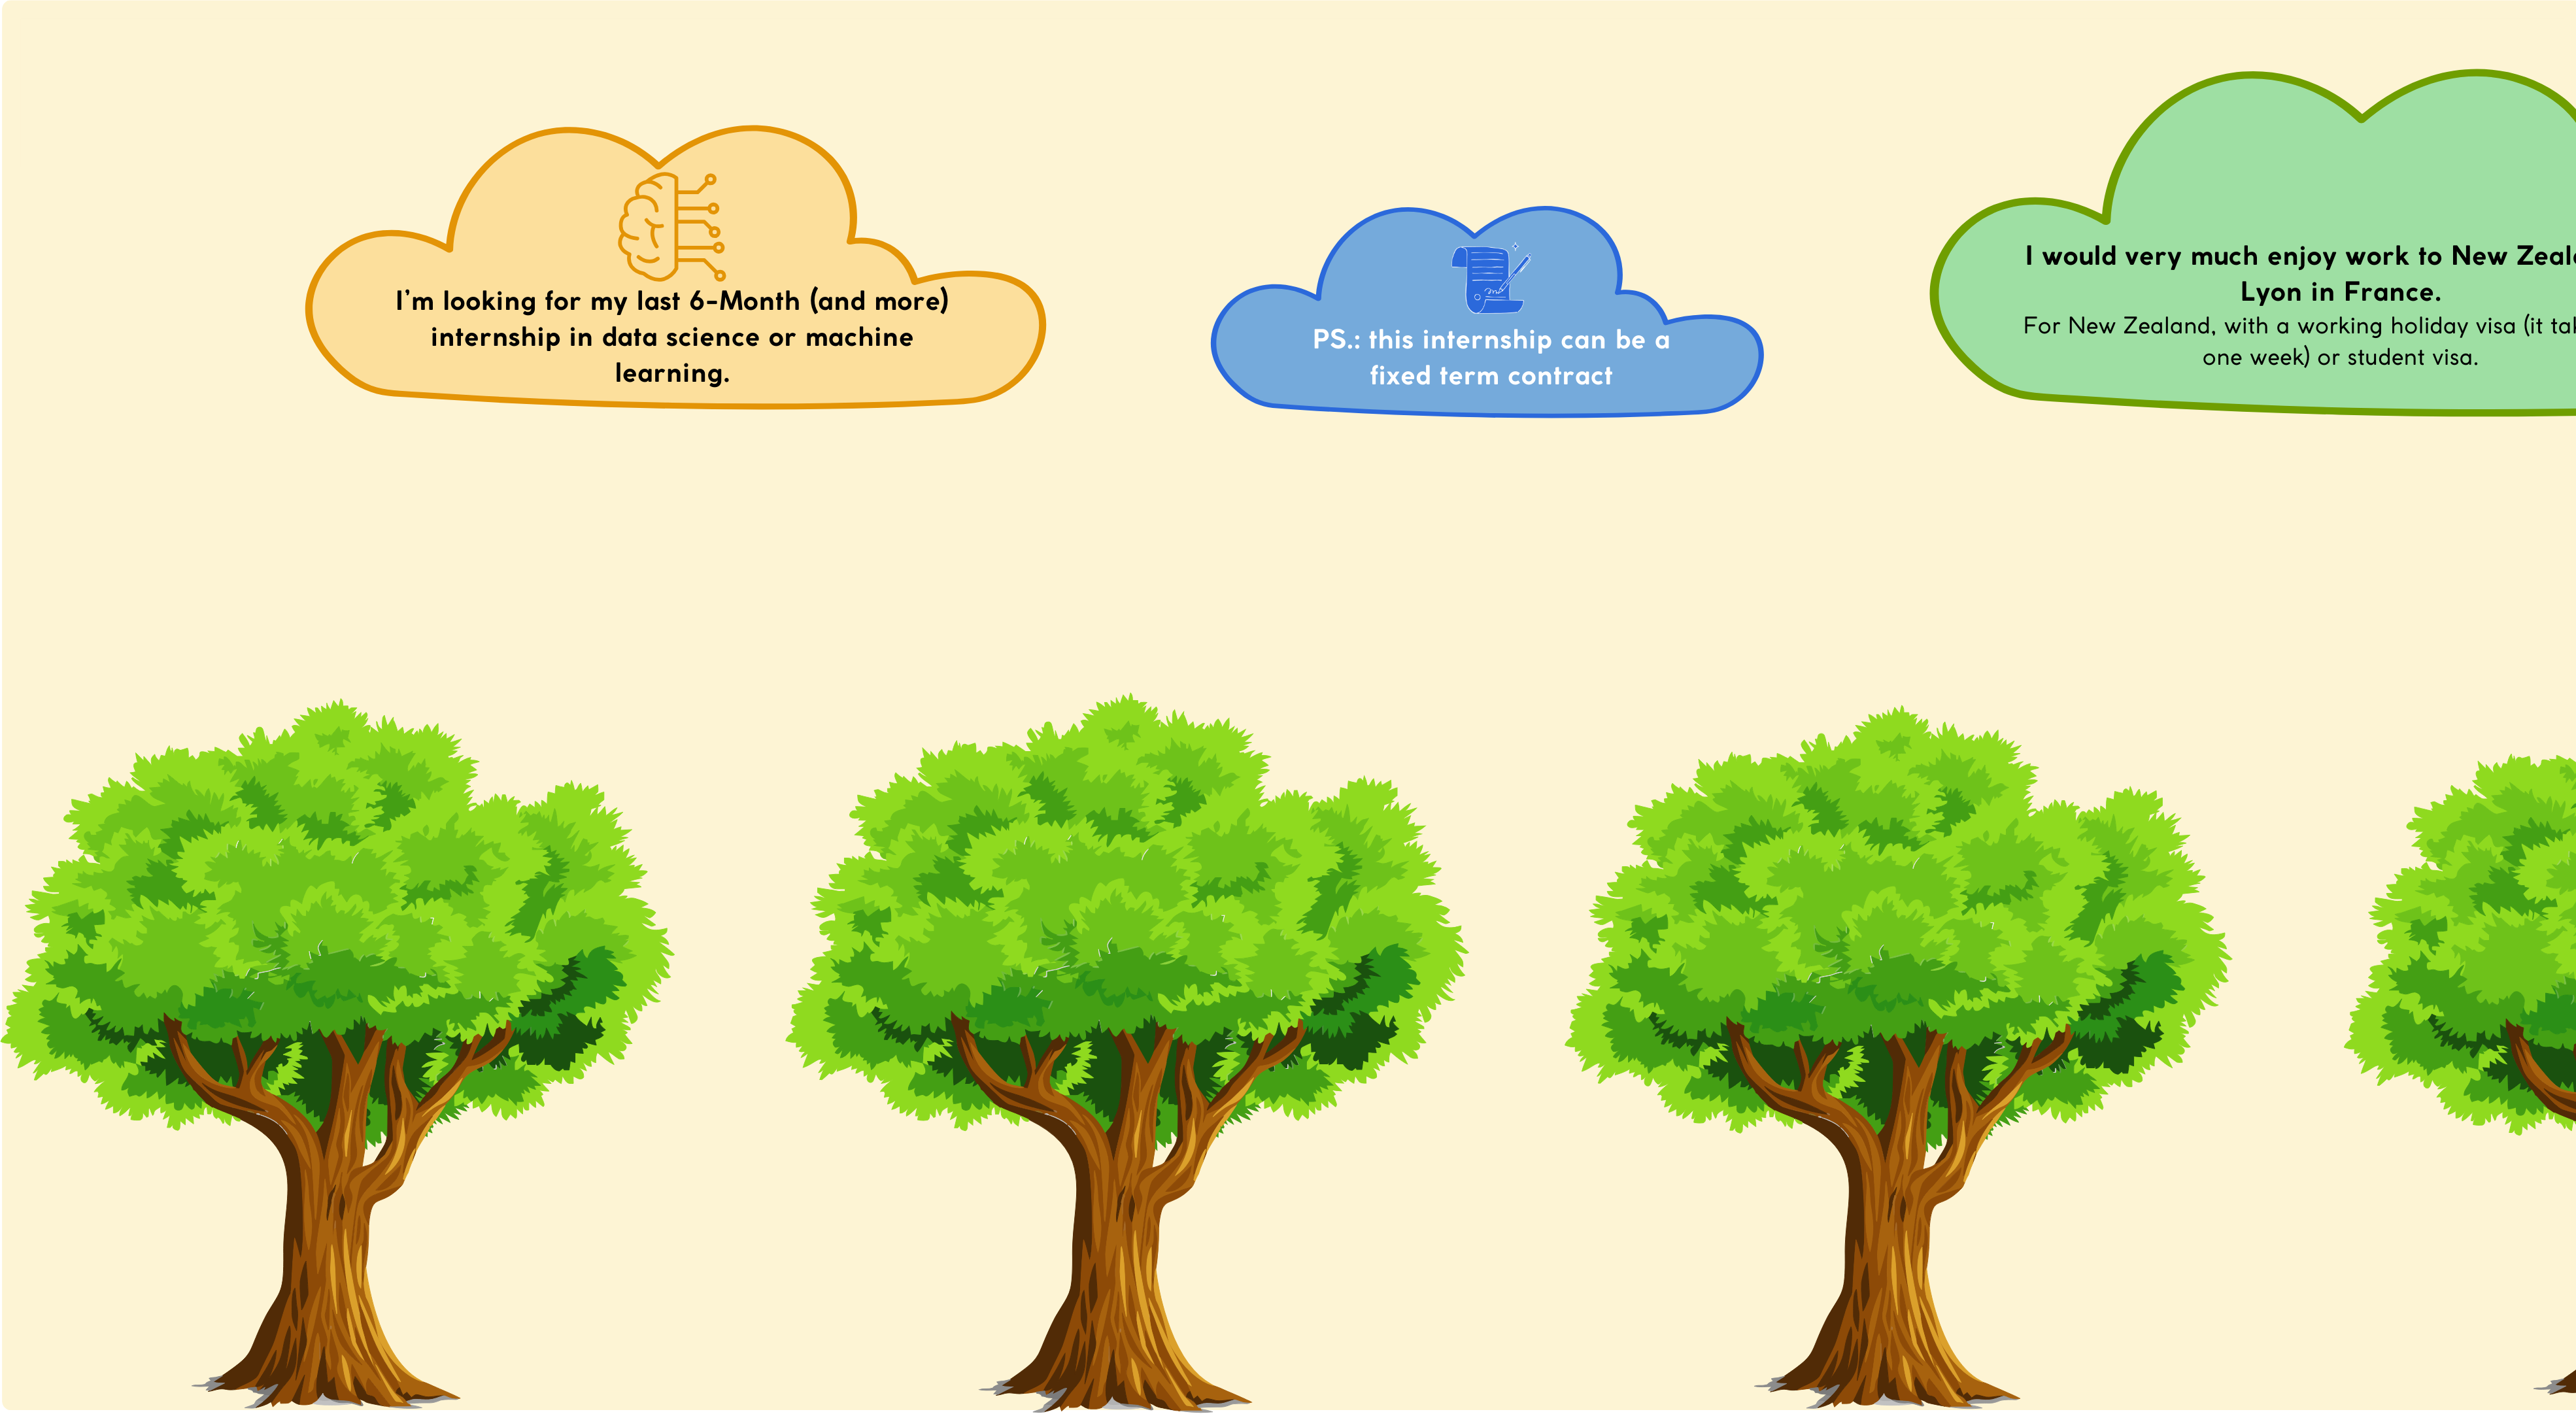 I'm looking for my last 6-Month (and more)
internship in data science or machine
learning.
PS.: this internship can be a
fixed term contract
I would very much enjoy work to New
Lyon in France.
For New Zealand, with a working holiday visa (it
one week) or student visa.